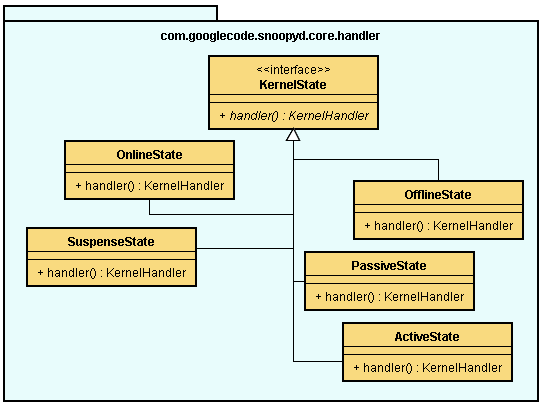 com.googlecode.snoopyd.core.handler
<<interface>>
KernelState
+ handler() : KernelHandler
OnlineState
+ handler() : KernelHandler
OfflineState
+ handler() : KernelHandler
SuspenseState
+ handler() : KernelHandler
PassiveState
+ handler() : KernelHandler
ActiveState
+ handler() : KernelHandler